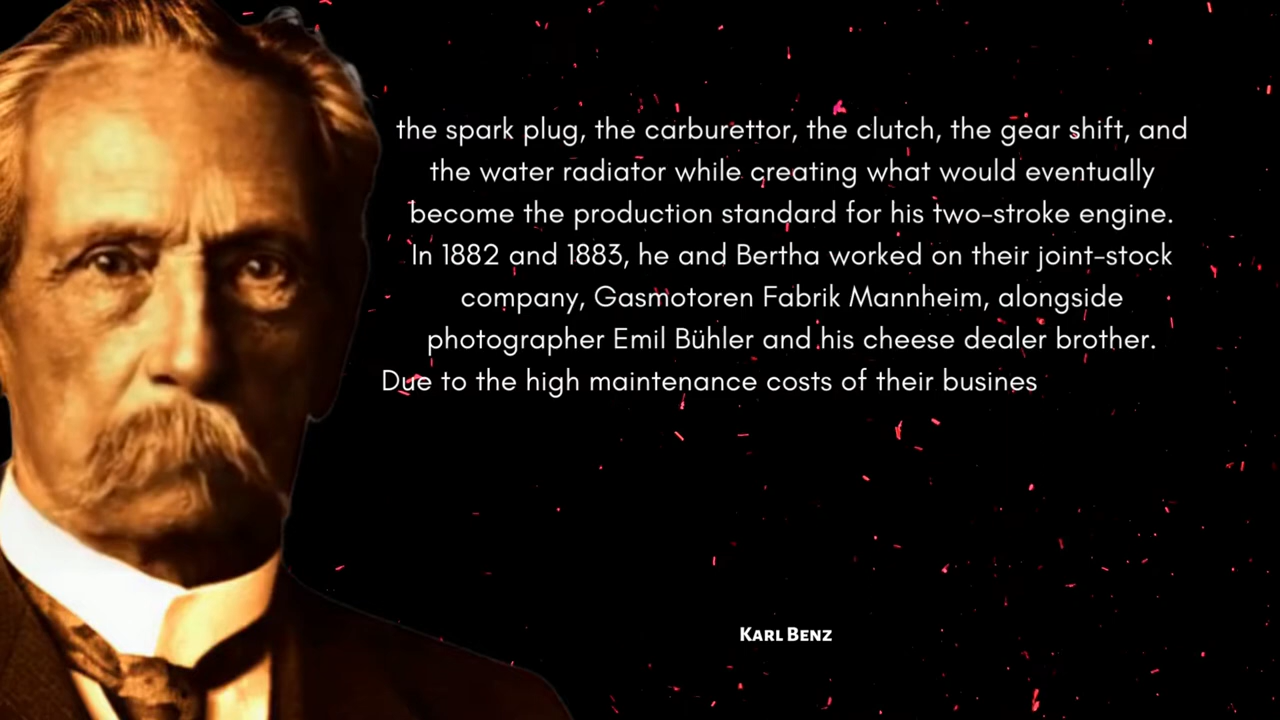 the spark plug, the carburettor, the clutch, the gear shift, and
the water radiator while creating what would eventually
become the production standard for his two-stroke engine.
In 1882 and 1883, he and Bertha worked on their joint-stock
company, Gasmotoren Fabrik Mannheim, alongside
photographer Emil Bühler and his cheese dealer brother.
Due to the high maintenance costs of their busines
Karl Benz